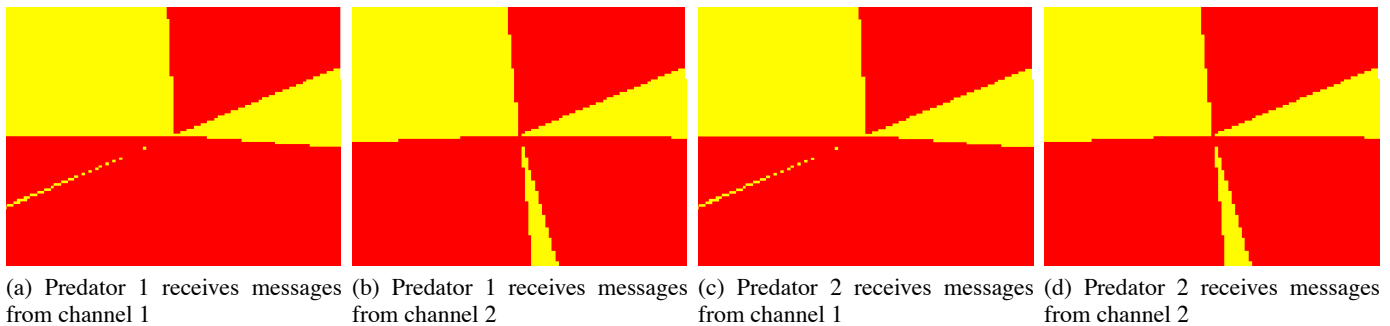 (a) Predator 1 receives messages
from channel 1
(b) Predator 1 receives messages
from channel 2
(c) Predator 2 receives messages
from channel 1
(d) Predator 2 receives messages
from channel 2